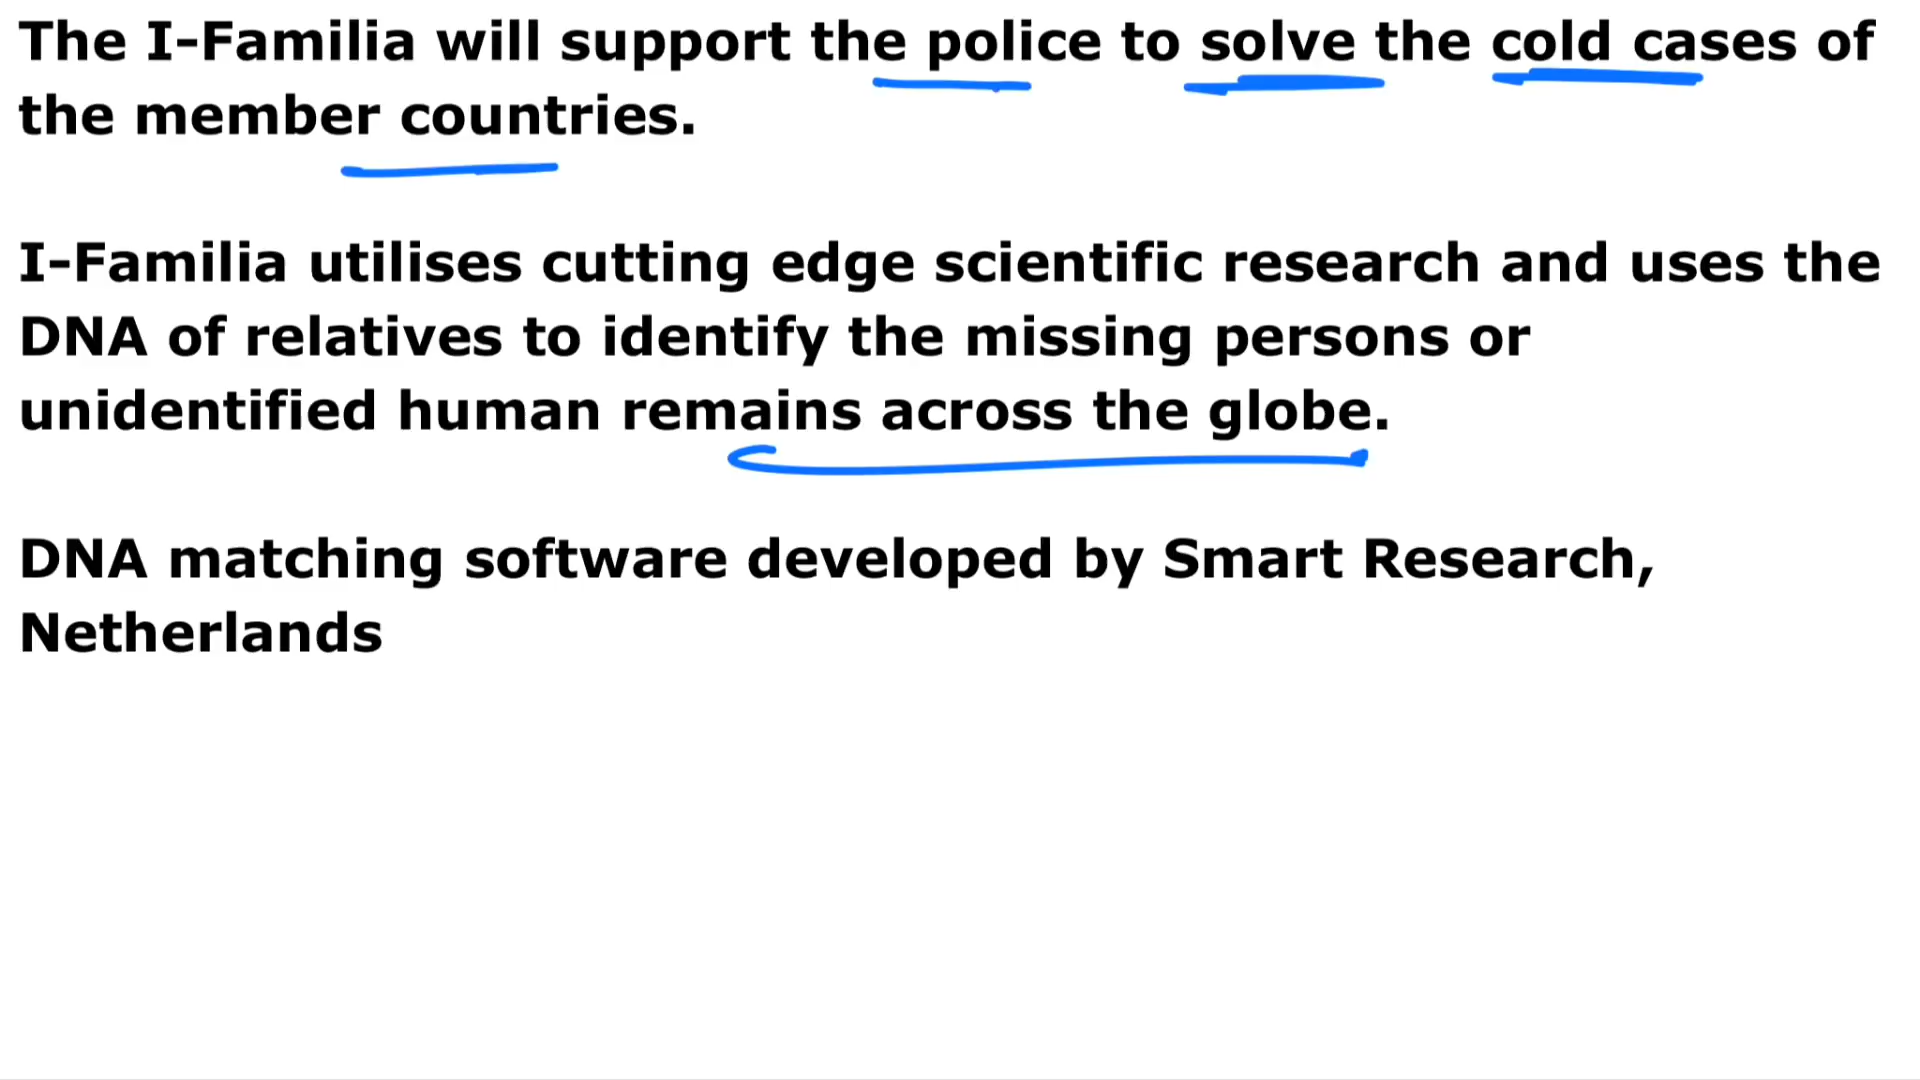 The I-Familia will support the police to solve the cold cases of
the member countries.
I-Familia utilises cutting edge scientific research and uses the
DNA of relatives to identify the missing persons or
unidentified human remains across the globe.
DNA matching software developed by Smart Research,
Netherlands